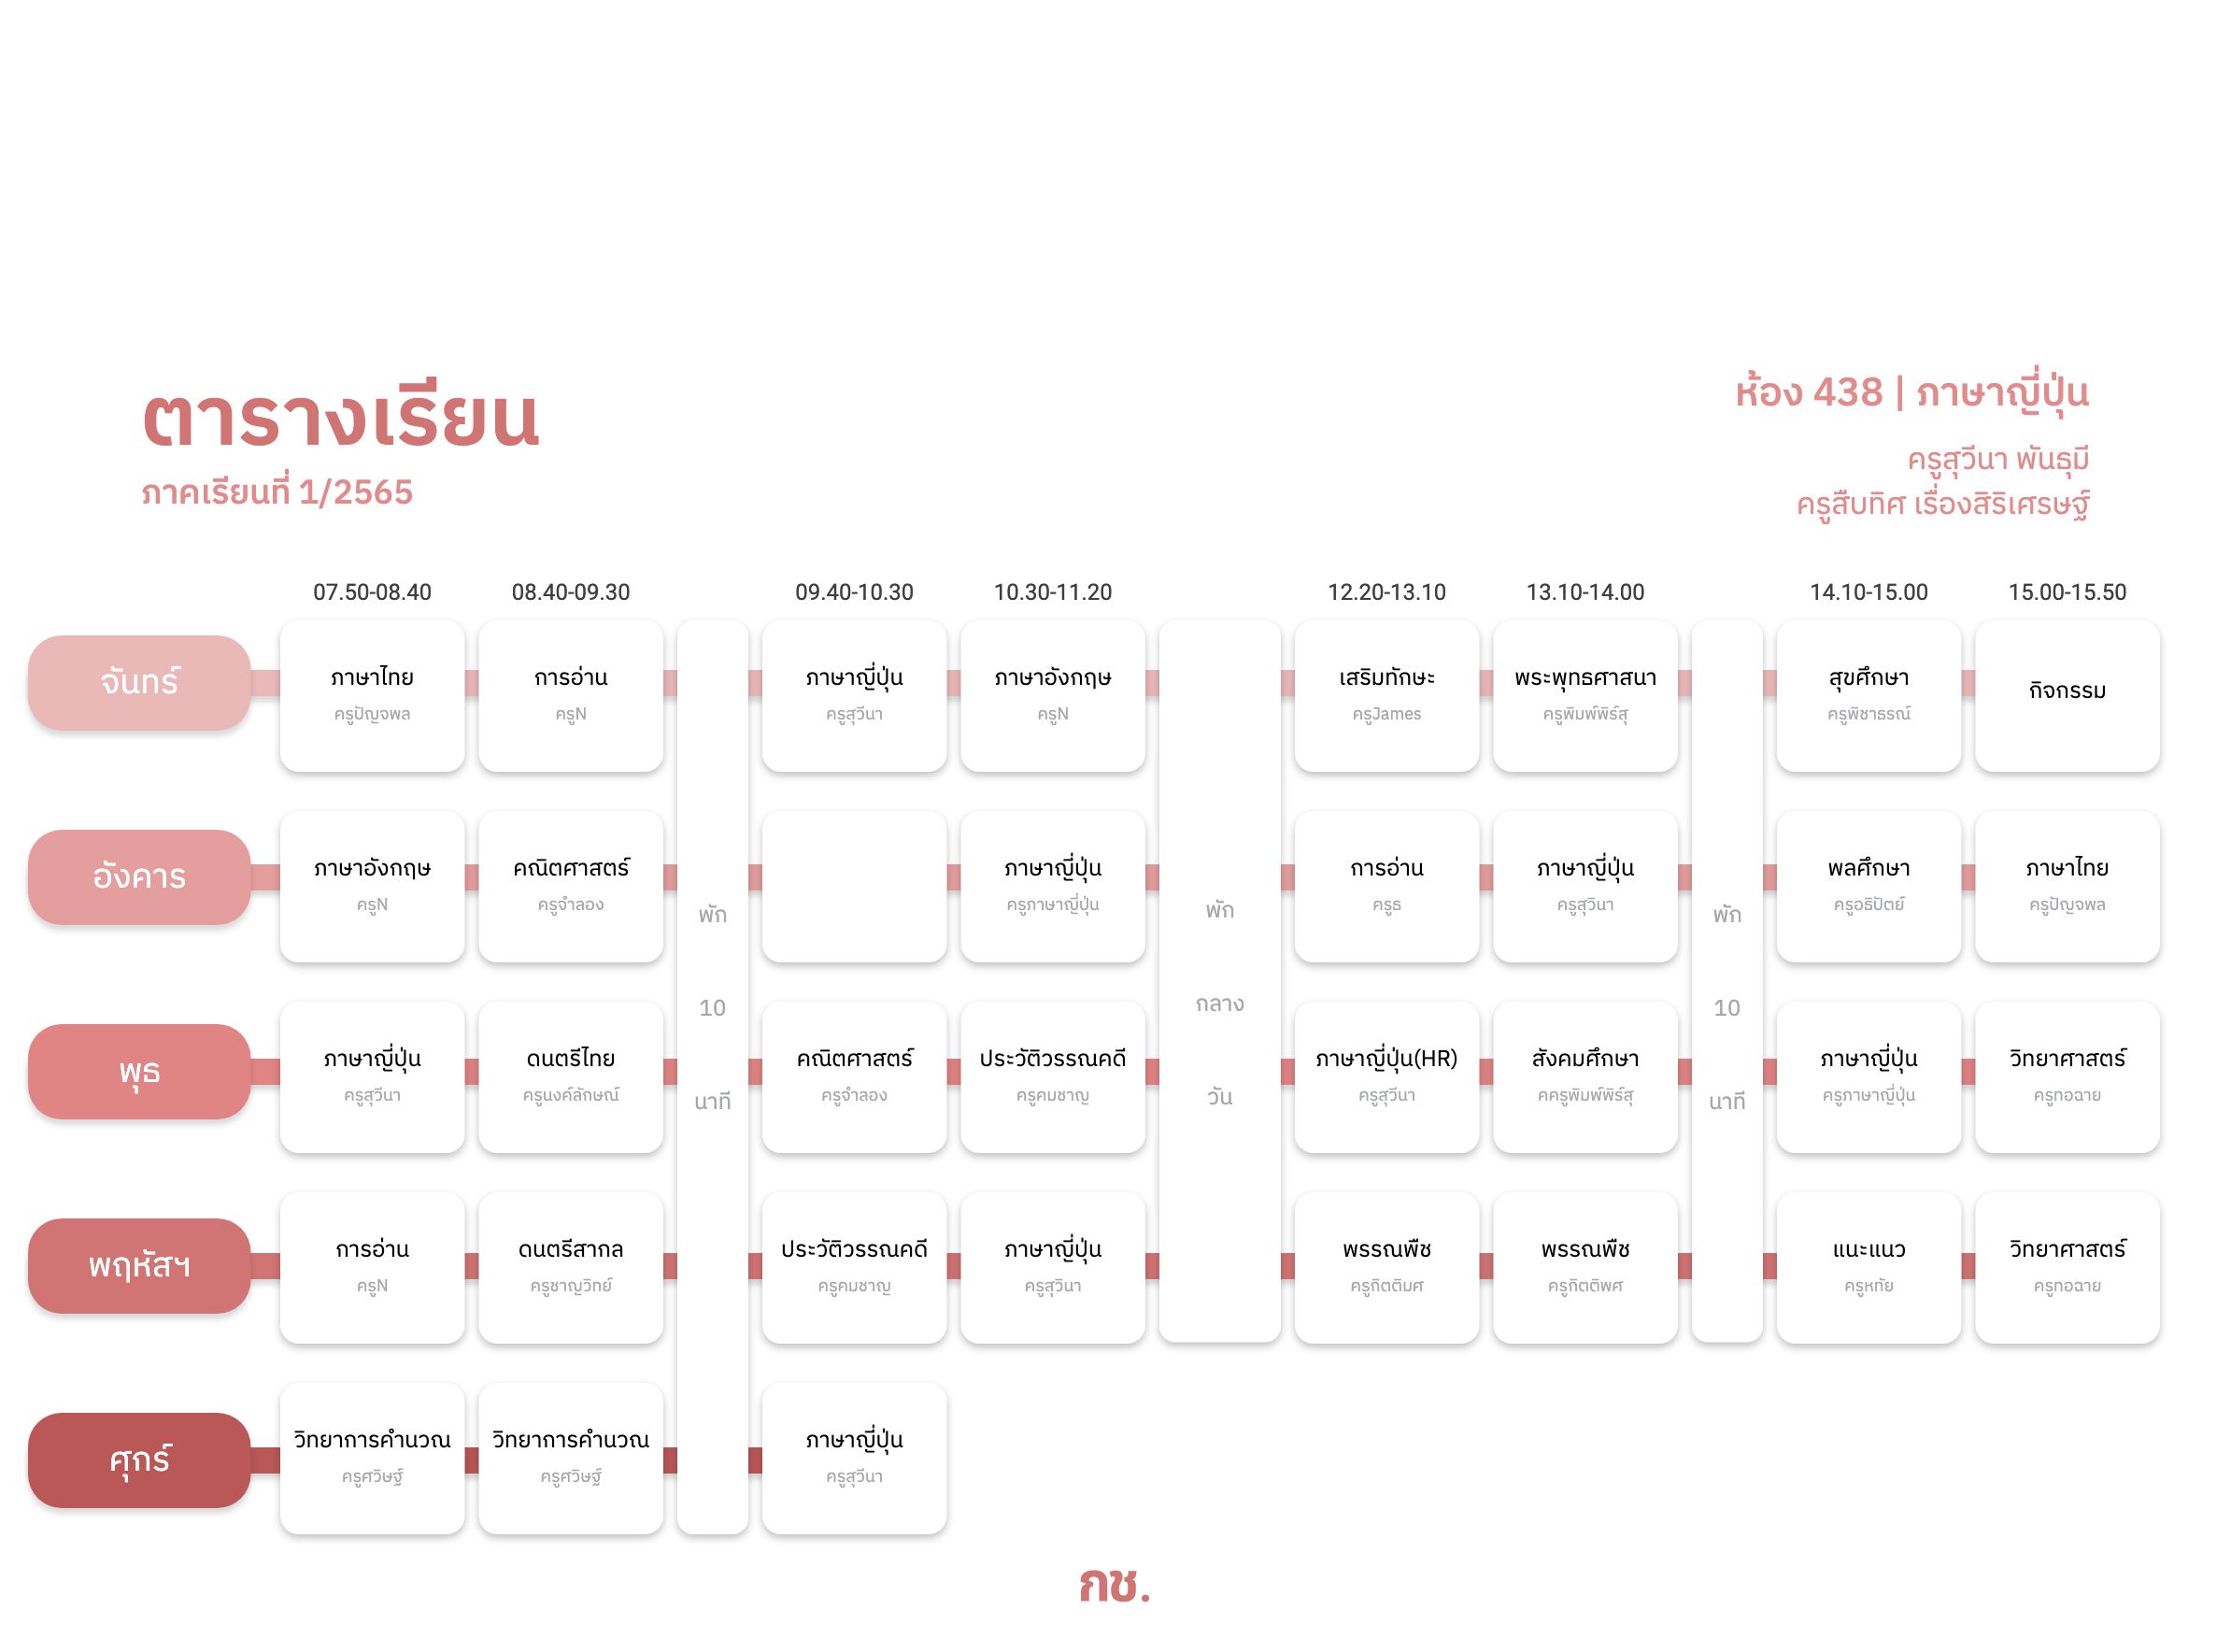 ตารางเรียน
ภาคเรียนที่ 1/2565
ห้อง 438 | ภาษาญี่ปุ่น
ครูสุวีนา พันธุมี
ครูสืบทิศ เรื่องสิริเศรษฐ์
07.50-08.40 08.40-09.30 09.40-10.30 10.30-11.20 12.20-13.10 13.10-14.00 14.10-15.00 15.00-15.50
จันทร์ ภาษาไทย การอ่าน ภาษาญี่ปุ่น ภาษาอังกฤษ เสริมทักษะ พระพุทธศาสนา สุขศึกษา กิจกรรม
ครูปัญจพล ครูN ครูสุวีนา ครูN ครูJames ครูพิมพ์พิร์สุ ครูพิชาธรณ์
อังคาร ภาษาอังกฤษ คณิตศาสตร์ ภาษาญี่ปุ่น การอ่าน ภาษาญี่ปุ่น พลศึกษา ภาษาไทย
ครูN ครูจำลอง ครูภาษาญี่ปุ่น ครูธ ครูสุวินา ครูอธิปัตย์ ครูปัญจพล
พัก พัก พัก
10 กลาง 10
นาที วัน นาที
พุธ ภาษาญี่ปุ่น ดนตรีไทย คณิตศาสตร์ ประวัติวรรณคดี ภาษาญี่ปุ่น(HR) สังคมศึกษา ภาษาญี่ปุ่น วิทยาศาสตร์
ครูสุวีนา ครูนงค์ลักษณ์ ครูจำลอง ครูคมชาญ ครูสุวีนา คครูพิมพ์พิร์สุ ครูภาษาญี่ปุ่น ครูทอฉาย
พฤหัสฯ การอ่าน ดนตรีสากล ประวัติวรรณคดี ภาษาญี่ปุ่น พรรณพืช พรรณพืช แนะแนว วิทยาศาสตร์
ครูN ครูชาญวิทย์ ครูคมชาญ ครูสุวินา ครูกิตติมศ ครูกิตติพศ ครูหทัย ครูทอฉาย
ศุกร์ วิทยาการคำนวณ วิทยาการคำนวณ ภาษาญี่ปุ่น
ครูศวิษฐ์ ครูศวิษฐ์ ครูสุวีนา
กช.